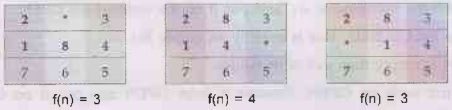 2 * 3
1 8 4
7 6 5
f(n) = 3
2 8 3
1 4 *
7 6 5
f(n) = 4
2 8 3
* 1 4
7 6 5
f(n) = 3